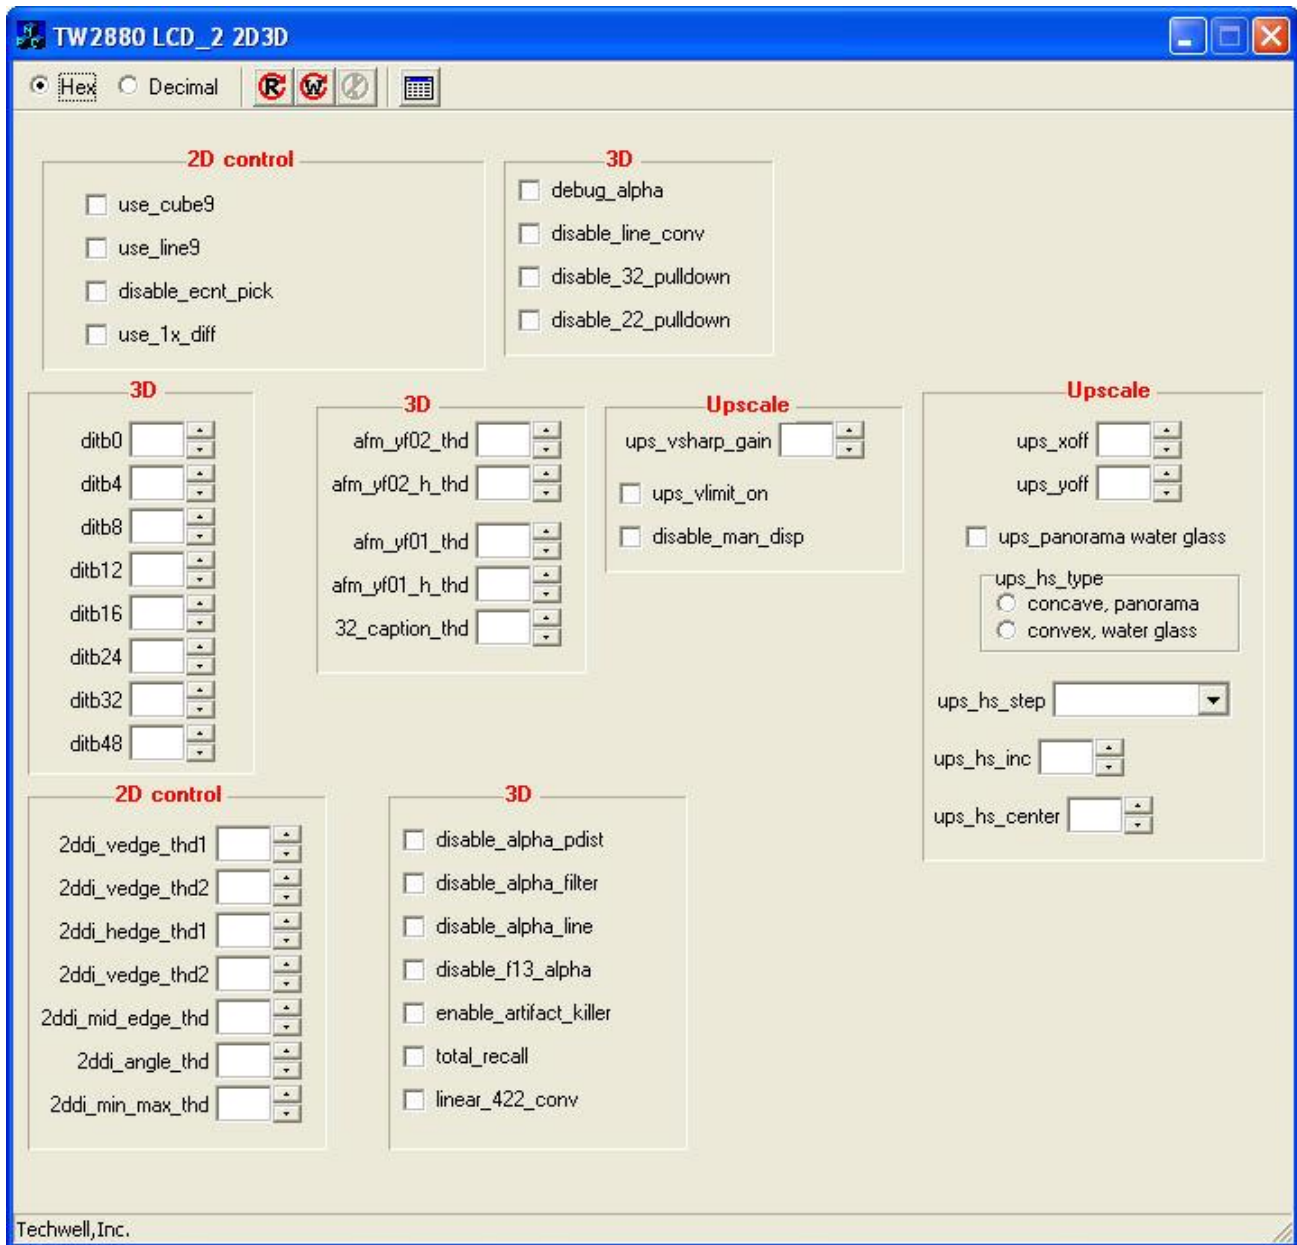 TW2880 LCD_2 2D3D
Hex Decimal R W
2D control
use_cube9
use_line9
disable_ecnt_pick
use_1x_diff
3D
debug_alpha
disable_line_conv
disable_32_pulldown
disable_22_pulldown
3D
ditb0
ditb4
ditb8
ditb12
ditb16
ditb24
ditb32
ditb48
3D
afm_yf02_thd
afm_yf02_h_thd
afm_yf01_thd
afm_yf01_h_thd
32_caption_thd
Upscale
ups_vsharp_gain
ups_vlimit_on
disable_man_disp
Upscale
ups_xoff
ups_yoff
ups_panorama water glass
ups_hs_type
concave, panorama
convex, water glass
ups_hs_step
ups_hs_inc
ups_hs_center
2D control
2ddi_vedge_thd1
2ddi_vedge_thd2
2ddi_hedge_thd1
2ddi_vedge_thd2
2ddi_mid_edge_thd
2ddi_angle_thd
2ddi_min_max_thd
3D
disable_alpha_pdist
disable_alpha_filter
disable_alpha_line
disable_f13_alpha
enable_artifact_killer
total_recall
linear_422_conv
Techwell,Inc.